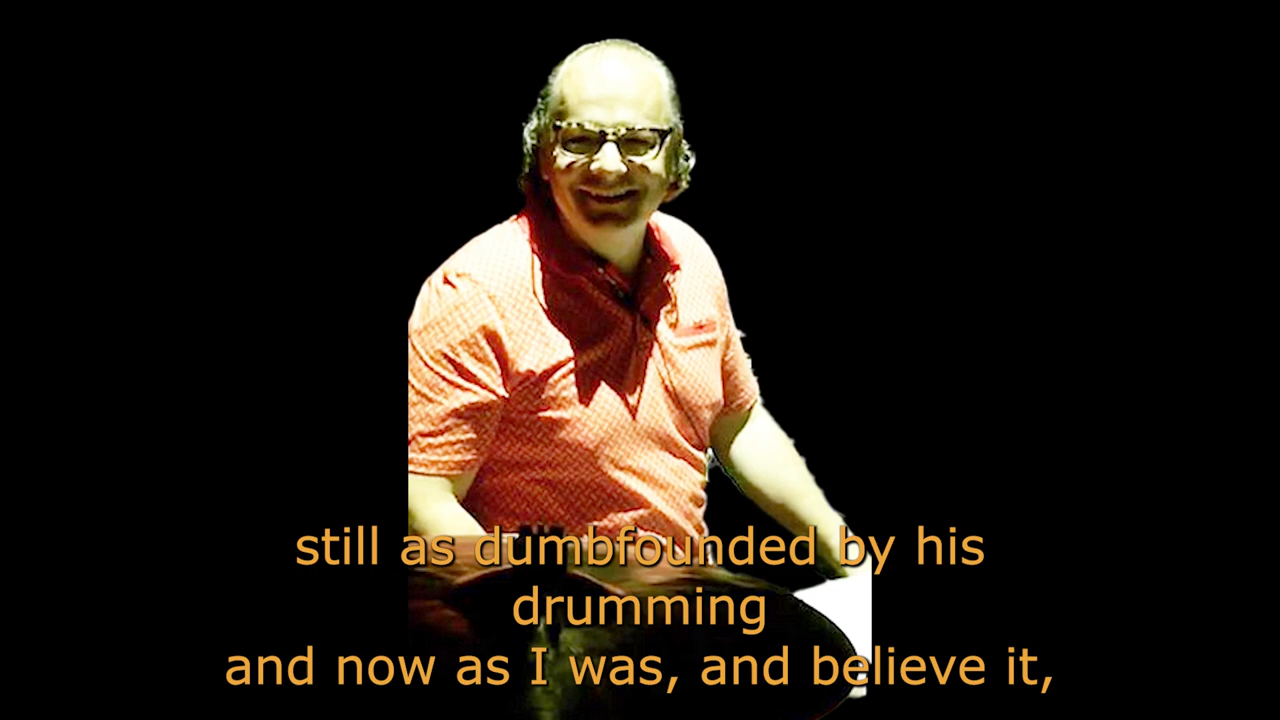 still as dumbfounded by his
drumming
and now as I was, and believe it,